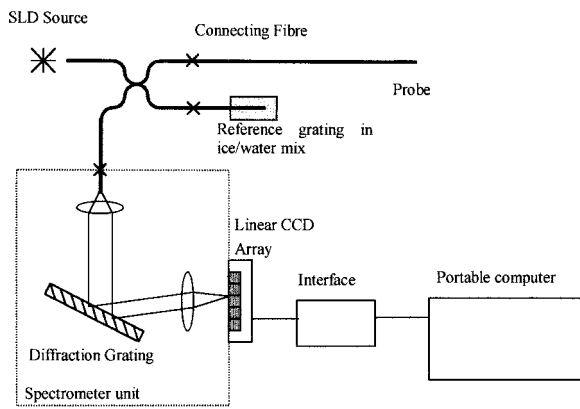 SLD Source
Connecting Fibre
Probe
Reference grating in
ice/water mix
Linear CCD
Array
Interface
Portable computer
Diffraction Grating
Spectrometer unit